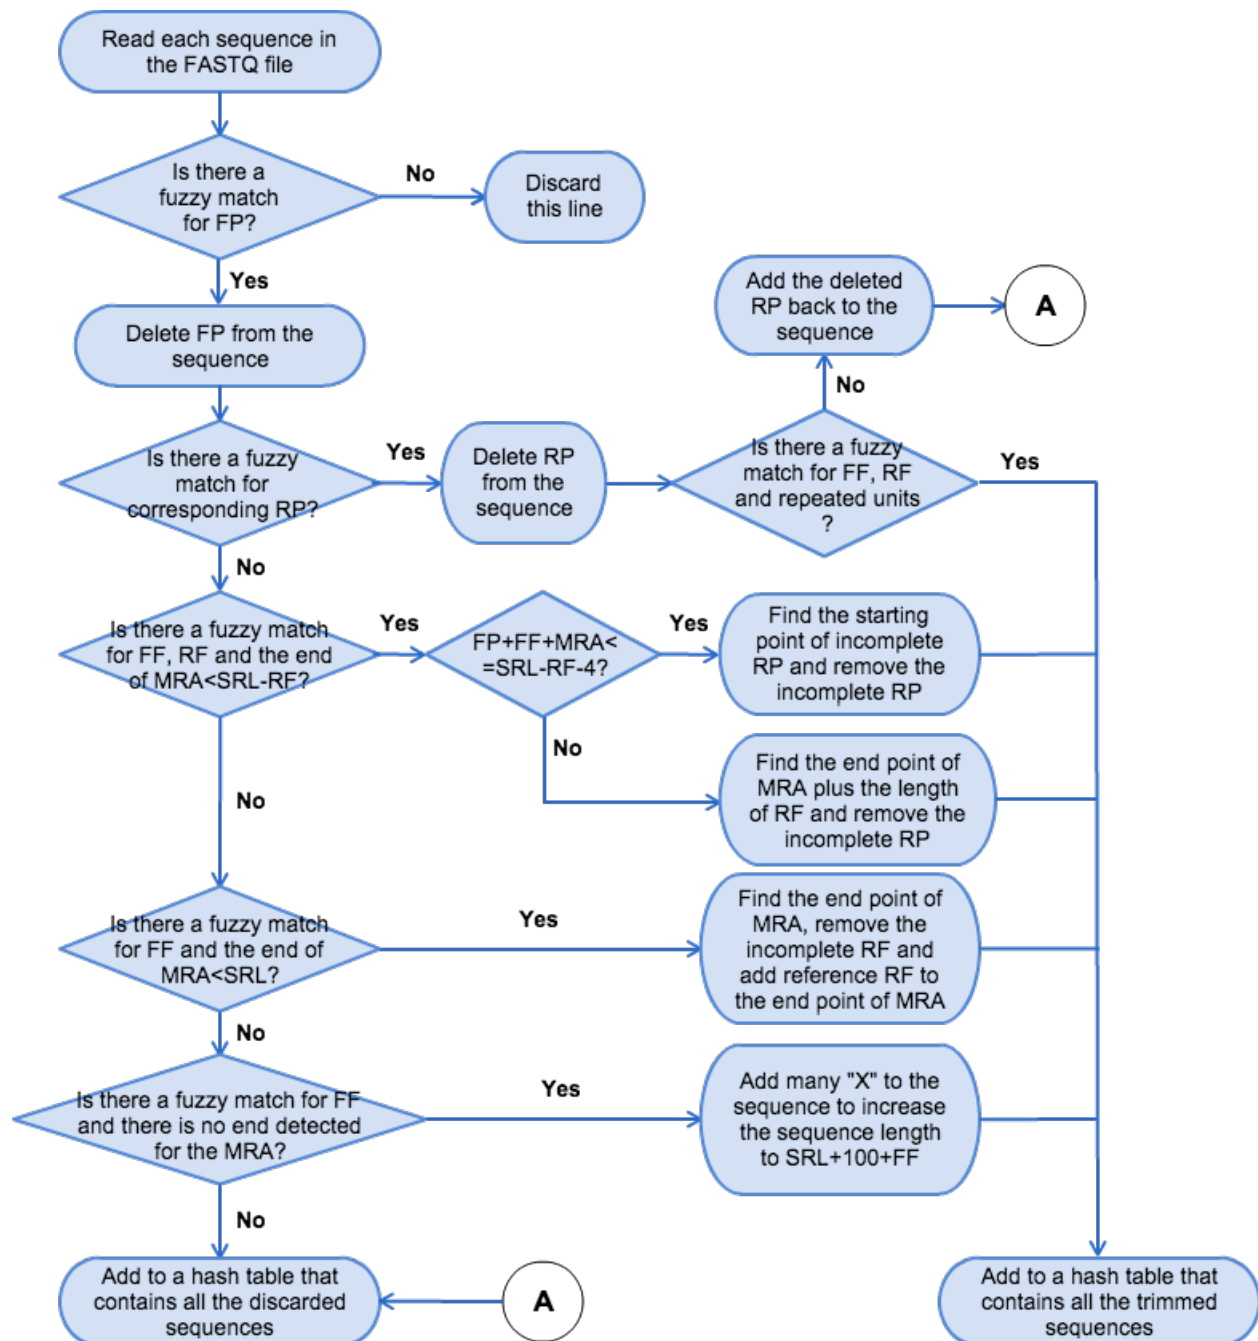 Read each sequence in
the FASTQ file
Is there a
fuzzy match
for FP?
No
Discard
this line
Yes
Delete FP from the
sequence
Add the deleted
RP back to the
sequence
A
No
Is there a fuzzy
match for
corresponding RP?
Yes
Delete RP
from the
sequence
Is there a fuzzy
match for FF, RF
and repeated units
?
Yes
No
Is there a fuzzy match
for FF, RF and the end
of MRA<SRL-RF?
Yes
FP+FF+MRA<
=SRL-RF-4?
Yes
Find the starting
point of incomplete
RP and remove the
incomplete RP
No
Find the end point of
MRA plus the length
of RF and remove the
incomplete RP
No
Is there a fuzzy match
for FF and the end of
MRA<SRL?
Yes
Find the end point of
MRA, remove the
incomplete RF and
add reference RF to
the end point of MRA
No
Is there a fuzzy match for FF
and there is no end detected
for the MRA?
Yes
Add many "X" to the
sequence to increase
the sequence length
to SRL+100+FF
No
Add to a hash table that
contains all the discarded
sequences
A
Add to a hash table that
contains all the trimmed
sequences